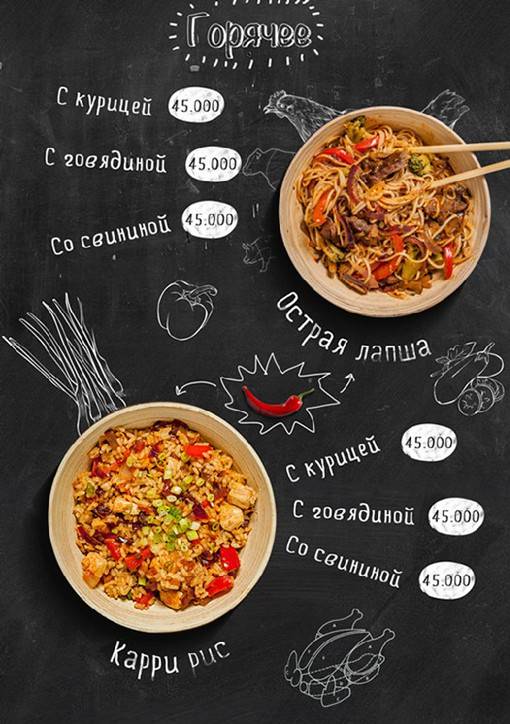 Горячее
С курицей 45.000
С говядиной 45.000
Со свининой 45.000
Острая лапша
С курицей 45.000
С говядиной 45.000
Со свининой 45.000
Карри рис